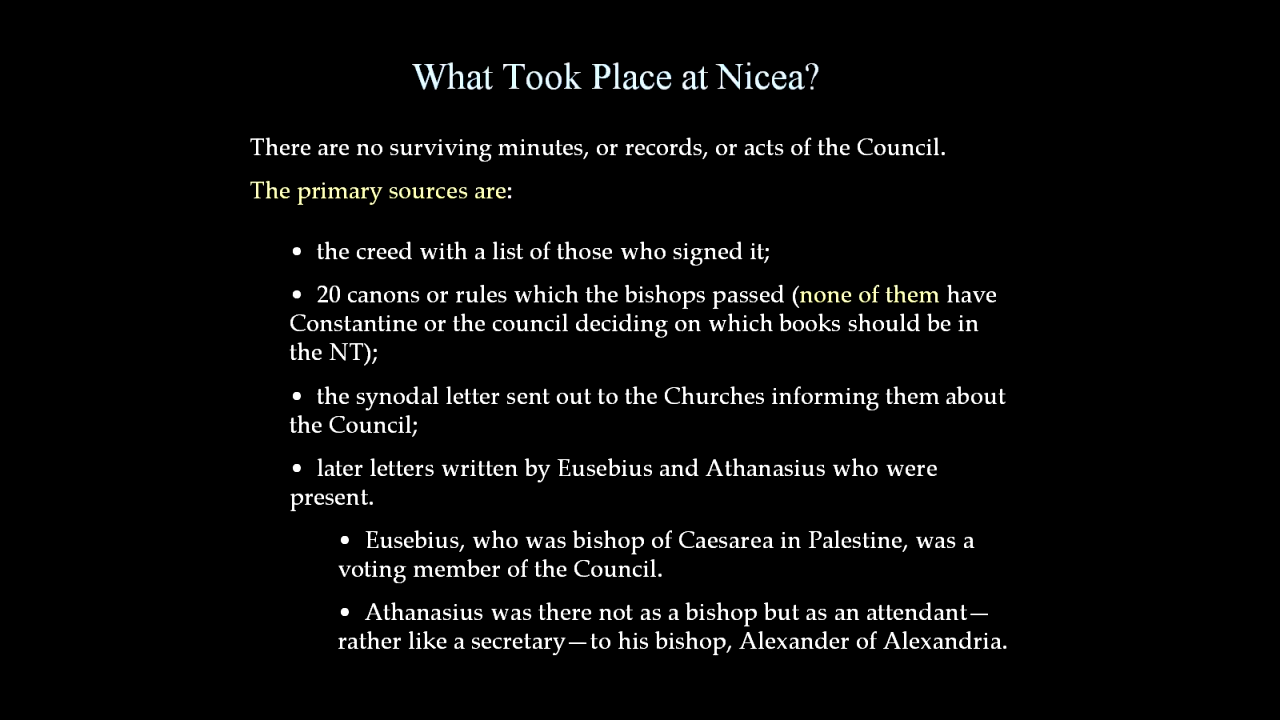 What Took Place at Nicea?
There are no surviving minutes, or records, or acts of the Council.
The primary sources are:
• the creed with a list of those who signed it;
• 20 canons or rules which the bishops passed (none of them have
Constantine or the council deciding on which books should be in
the NT);
• the synodal letter sent out to the Churches informing them about
the Council;
• later letters written by Eusebius and Athanasius who were
present.
• Eusebius, who was bishop of Caesarea in Palestine, was a
voting member of the Council.
• Athanasius was there not as a bishop but as an attendant—
rather like a secretary—to his bishop, Alexander of Alexandria.